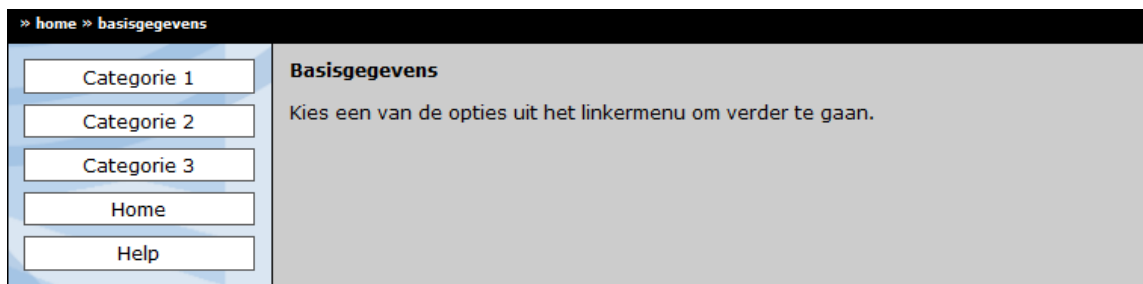 » home » basisgegevens
Categorie 1
Categorie 2
Categorie 3
Home
Help
Basisgegevens
Kies een van de opties uit het linkermenu om verder te gaan.